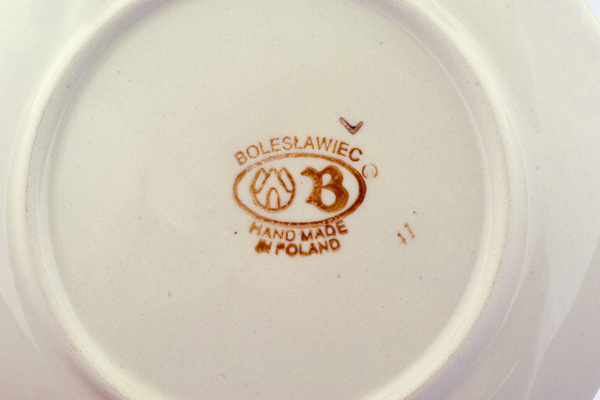 BOLESŁAWIEC
B
HAND MADE
IN POLAND